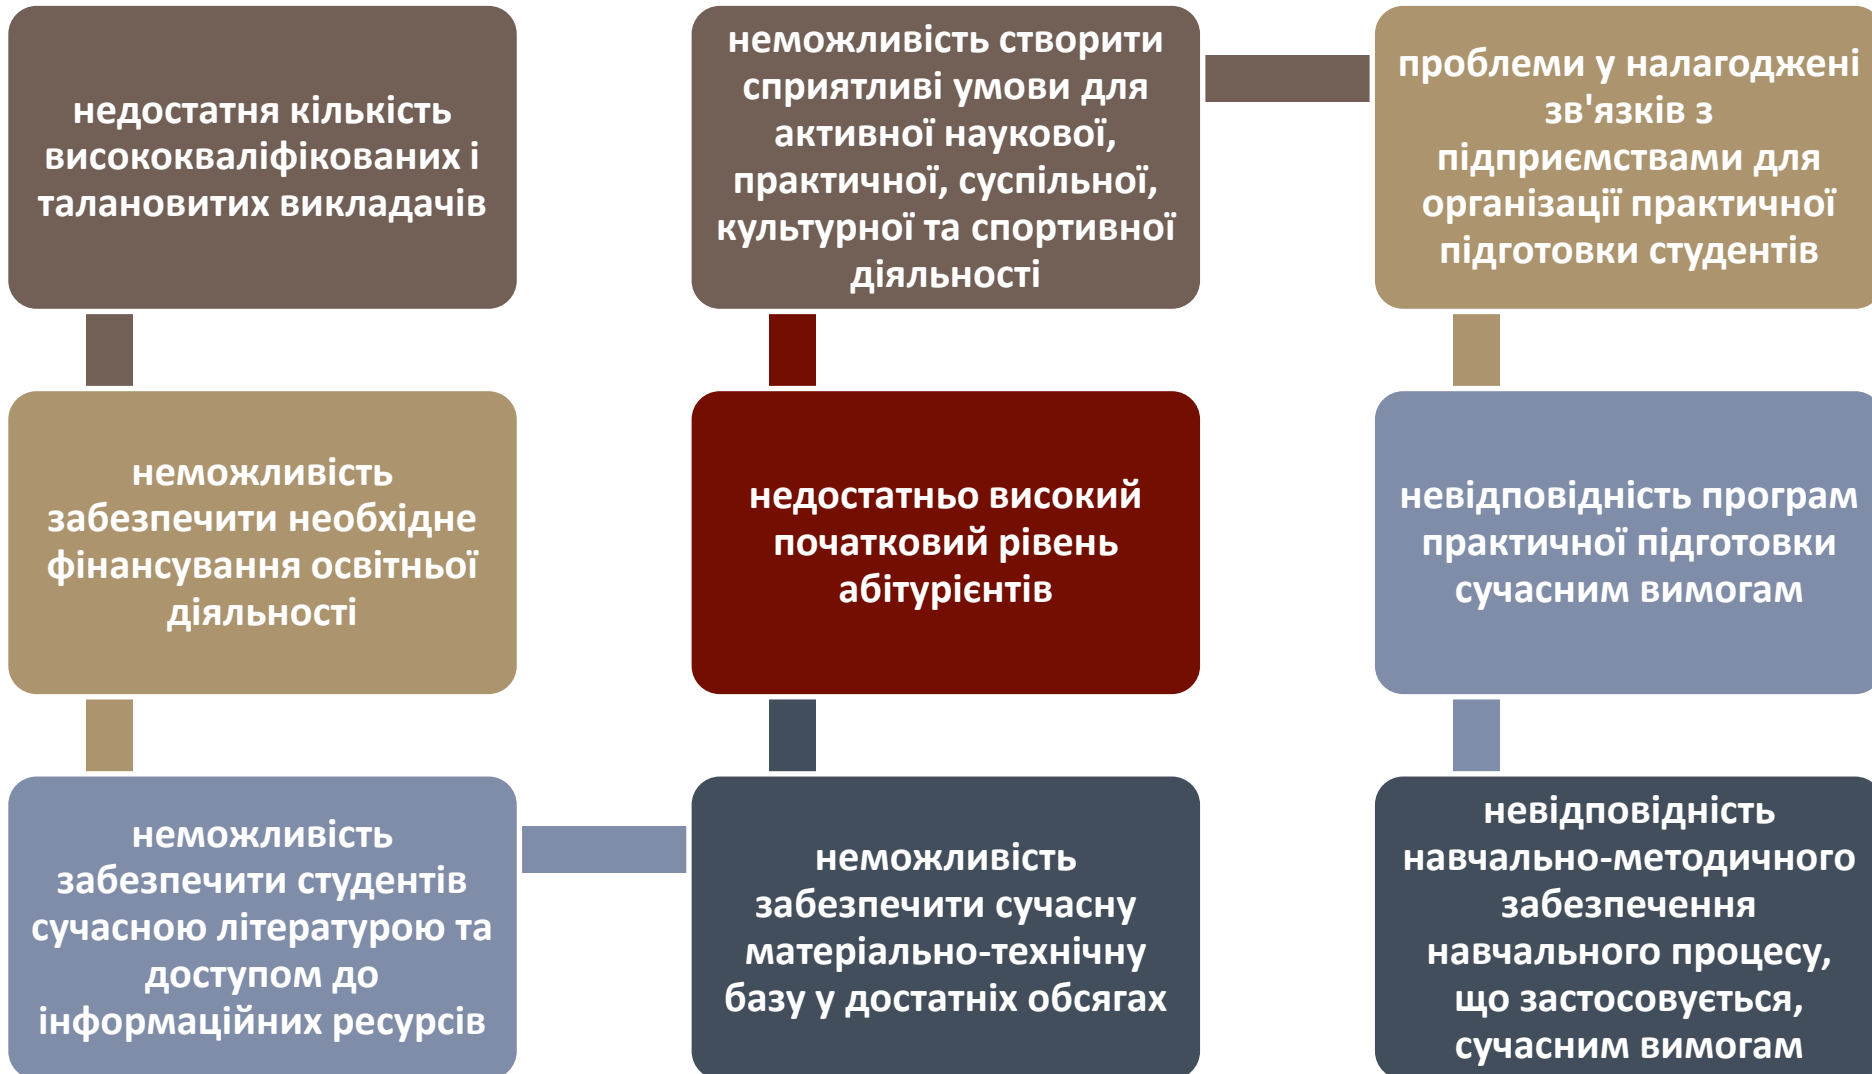 недостатня кількість
висококваліфікованих і
талановитих викладачів
неможливість
забезпечити необхідне
фінансування освітньої
діяльності
неможливість
забезпечити студентів
сучасною літературою та
доступом до
інформаційних ресурсів
неможливість
забезпечити сучасну
матеріально-технічну
базу у достатніх обсягах
недостатньо високий
початковий рівень
абітурієнтів
неможливість створити
сприятливі умови для
активної наукової,
практичної, суспільної,
культурної та спортивної
діяльності
проблеми у налагоджені
зв'язків з
підприємствами для
організації практичної
підготовки студентів
невідповідність програм
практичної підготовки
сучасним вимогам
невідповідність
навчально-методичного
забезпечення
навчального процесу,
що застосовується,
сучасним вимогам